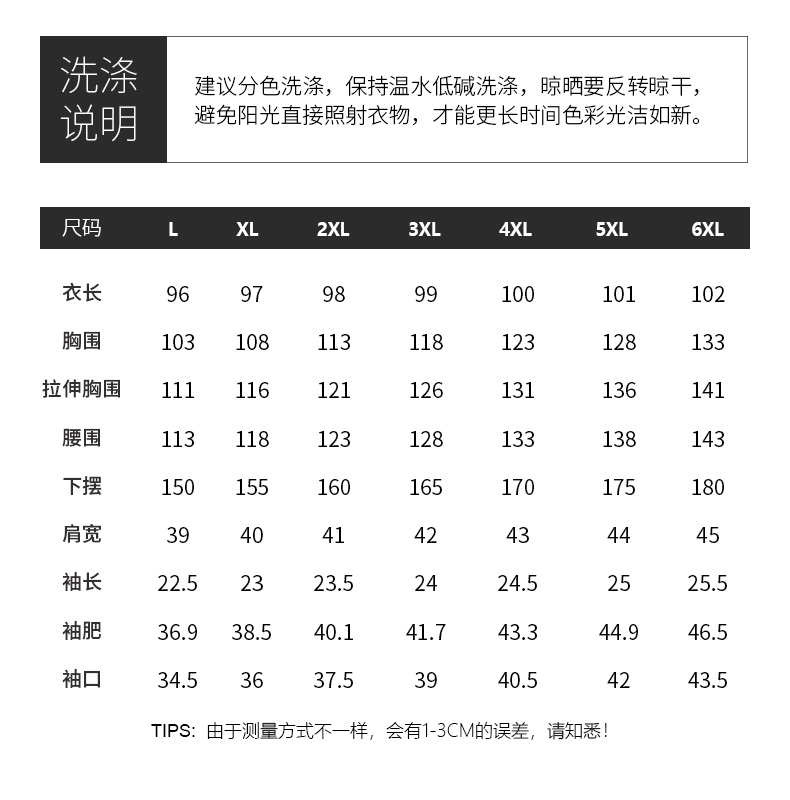 洗涤
说明
建议分色洗涤，保持温水低碱洗涤，晾晒要反转晾干，
避免阳光直接照射衣物，才能更长时间色彩光洁如新。
尺码 L XL 2XL 3XL 4XL 5XL 6XL
衣长 96 97 98 99 100 101 102
胸围 103 108 113 118 123 128 133
拉伸胸围 111 116 121 126 131 136 141
腰围 113 118 123 128 133 138 143
下摆 150 155 160 165 170 175 180
肩宽 39 40 41 42 43 44 45
袖长 22.5 23 23.5 24 24.5 25 25.5
袖肥 36.9 38.5 40.1 41.7 43.3 44.9 46.5
袖口 34.5 36 37.5 39 40.5 42 43.5
TIPS: 由于测量方式不一样，会有1-3CM的误差，请知悉！